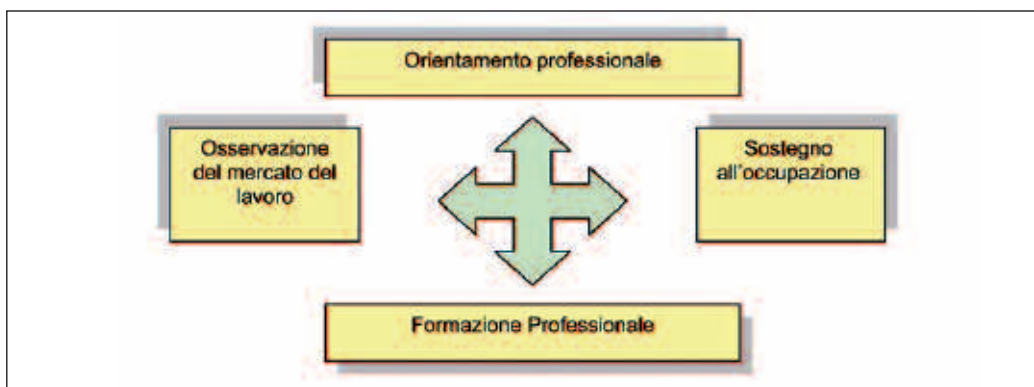 Orientamento professionale
Osservazione
del mercato del
lavoro
Sostegno
all'occupazione
Formazione Professionale